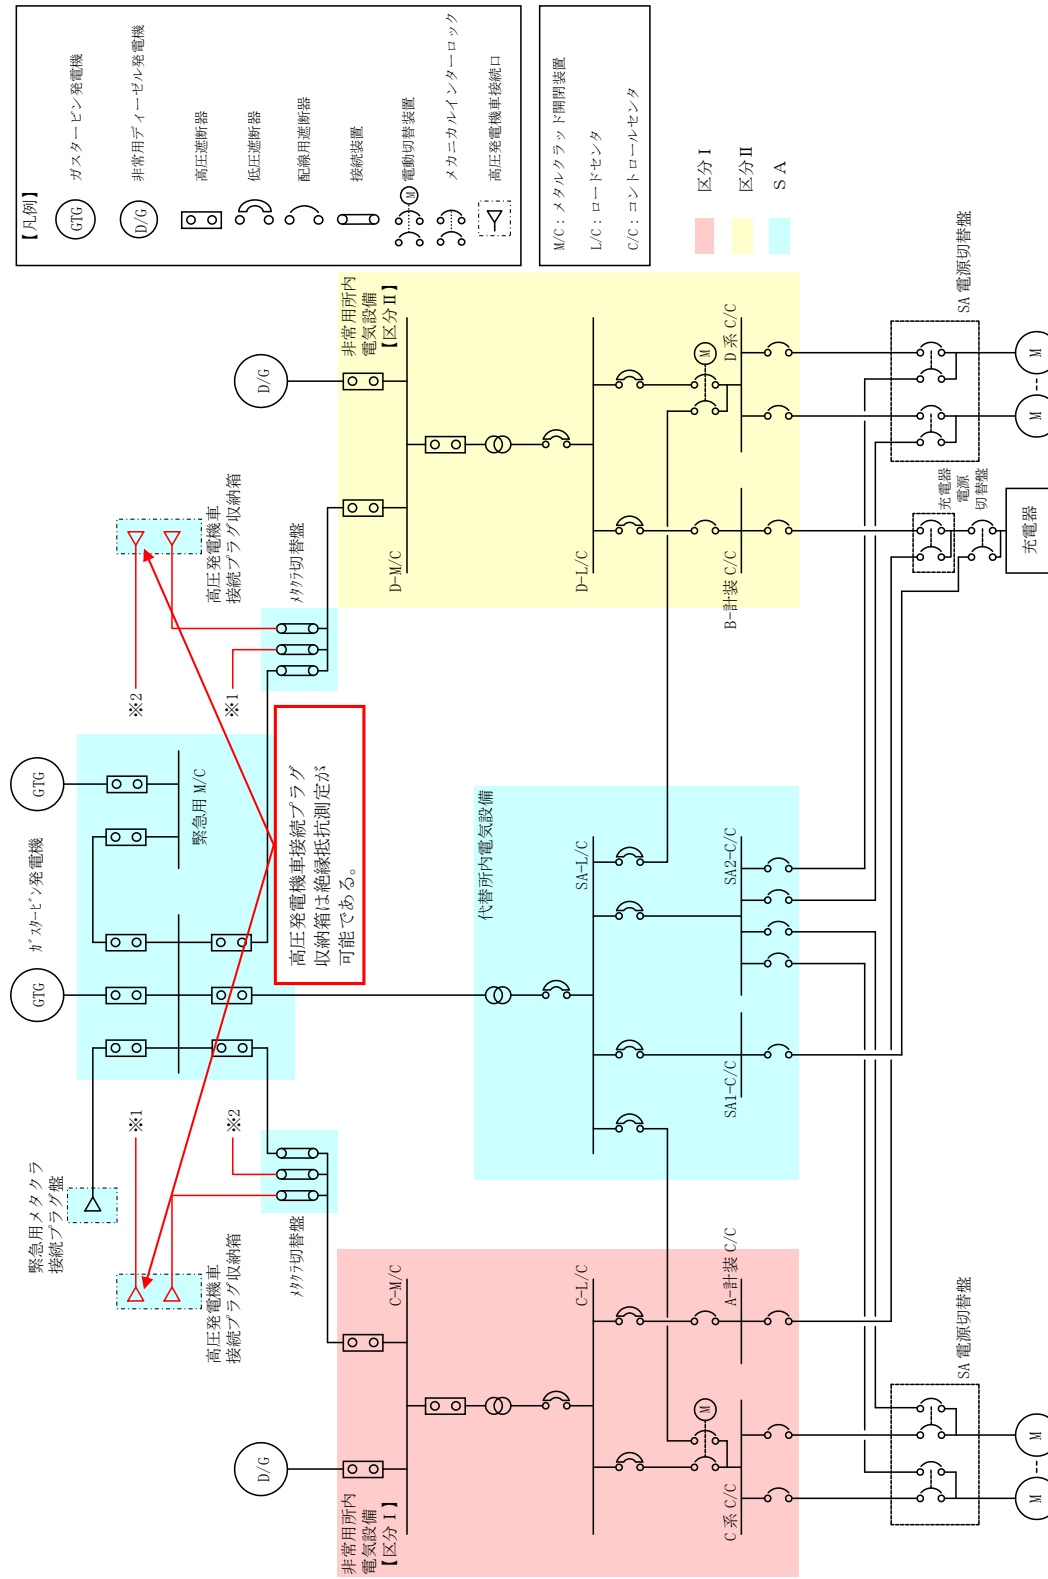 【凡例】
GTG
ガスタービン発電機
D/G
非常用ディーゼル発電機
高圧遮断器
低圧遮断器
配線用遮断器
接続装置
M
電動切替装置
メカニカルインターロック
高圧発電機車接続口
M/C：メタルクラッド開閉装置
L/C：ロードセンタ
C/C：コントロールセンタ
区分Ⅰ
区分Ⅱ
ＳＡ
緊急用メタクラ
接続プラグ盤
GTG
ｶﾞｽﾀｰﾋﾞﾝ発電機
GTG
緊急用 M/C
高圧発電機車
接続プラグ収納箱
※1
※2
ﾒﾀｸﾗ切替盤
高圧発電機車接続プラグ
収納箱は絶縁抵抗測定が
可能である。
※2
※1
高圧発電機車
接続プラグ収納箱
ﾒﾀｸﾗ切替盤
D/G
非常用所内
電気設備
【区分Ⅰ】
C-M/C
C-L/C
M
C 系 C/C
A-計装 C/C
代替所内電気設備
SA-L/C
SA1-C/C
SA2-C/C
D/G
非常用所内
電気設備
【区分Ⅱ】
D-M/C
D-L/C
M
B-計装 C/C
D 系 C/C
SA 電源切替盤
M
M
充電器
電源
切替盤
充電器
SA 電源切替盤
M
M